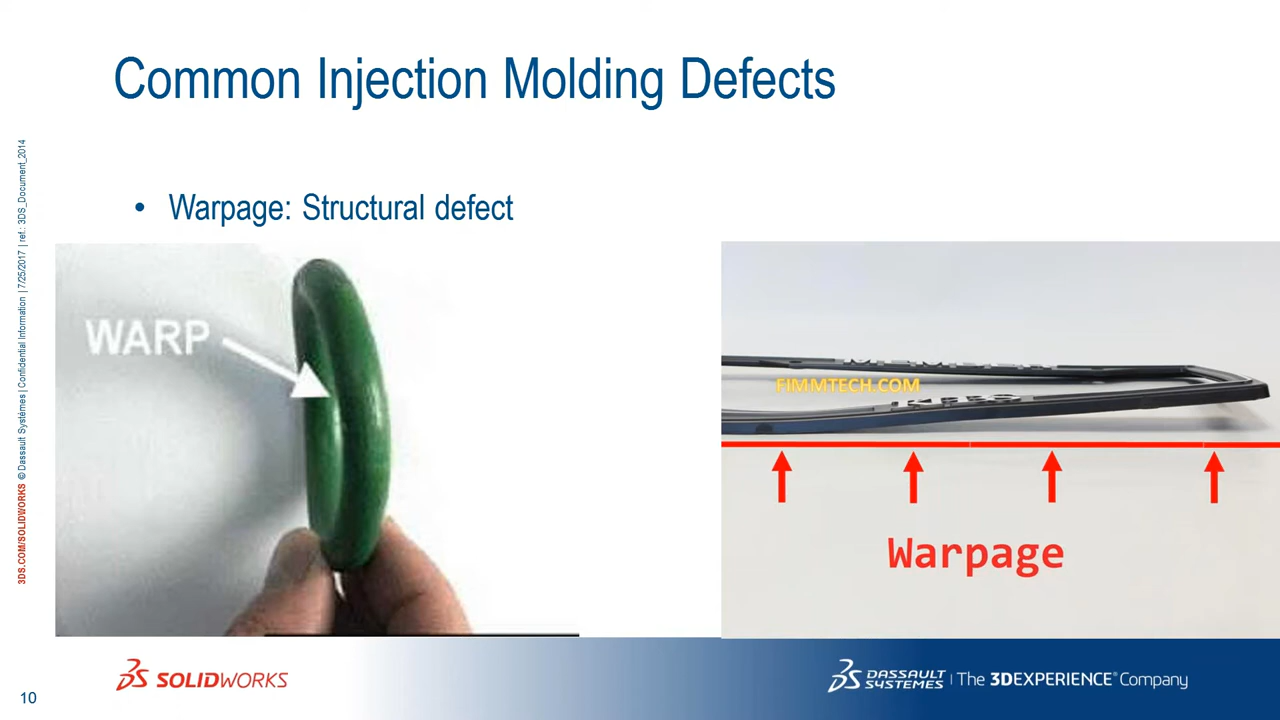 Common Injection Molding Defects
• Warpage: Structural defect
WARP
FIMMTECH.COM
Warpage
3DS.COM/SOLIDWORKS © Dassault Systèmes | Confidential Information | 7/25/2017 | ref.: 3DS_Document_2014
10
SOLIDWORKS
DASSAULT SYSTEMES | The 3DEXPERIENCE® Company